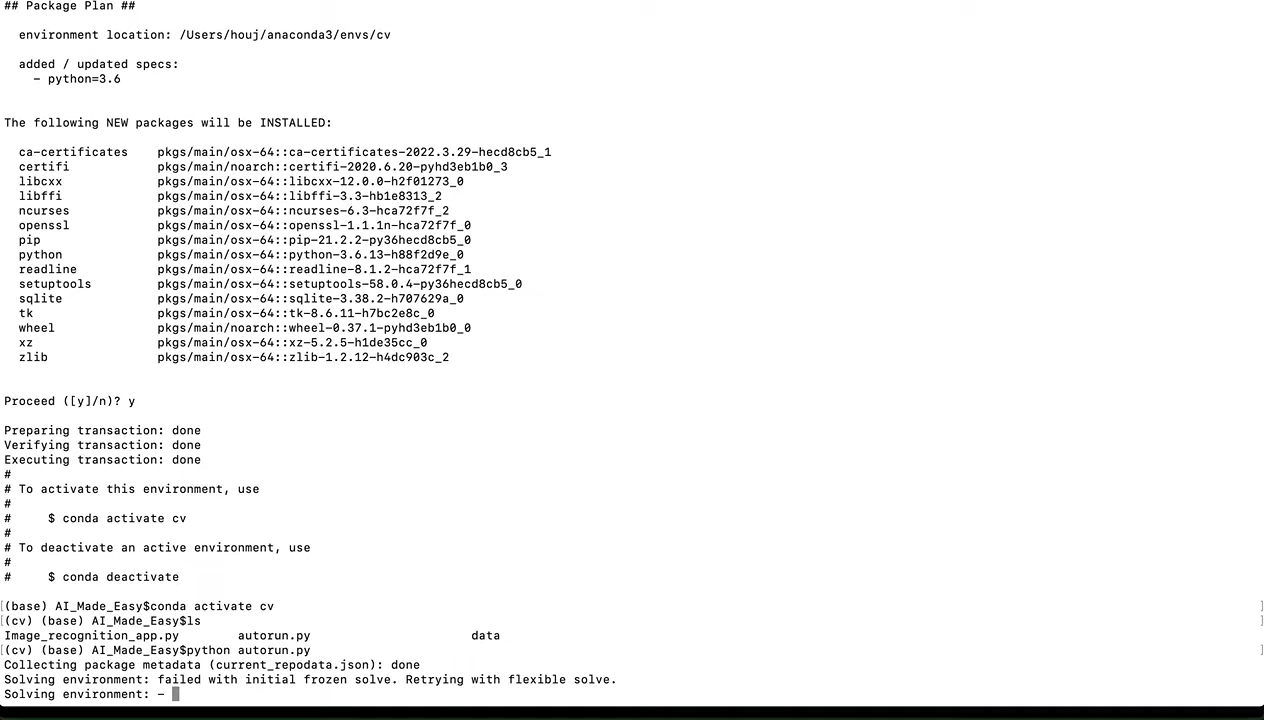 ## Package Plan ##
environment location: /Users/houj/anaconda3/envs/cv
added / updated specs:
- python=3.6
The following NEW packages will be INSTALLED:
ca-certificates pkgs/main/osx-64::ca-certificates-2022.3.29-hecd8cb5_1
certifi pkgs/main/noarch::certifi-2020.6.20-pyhd3eb1b0_3
libcxx pkgs/main/osx-64::libcxx-12.0.0-h2f01273_0
libffi pkgs/main/osx-64::libffi-3.3-hb1e8313_2
ncurses pkgs/main/osx-64::ncurses-6.3-hca72f7f_2
openssl pkgs/main/osx-64::openssl-1.1.1n-hca72f7f_0
pip pkgs/main/osx-64::pip-21.2.2-py36hecd8cb5_0
python pkgs/main/osx-64::python-3.6.13-h88f2d9e_0
readline pkgs/main/osx-64::readline-8.1.2-hca72f7f_1
setuptools pkgs/main/osx-64::setuptools-58.0.4-py36hecd8cb5_0
sqlite pkgs/main/osx-64::sqlite-3.38.2-h707629a_0
tk pkgs/main/osx-64::tk-8.6.11-h7bc2e8c_0
wheel pkgs/main/noarch::wheel-0.37.1-pyhd3eb1b0_0
xz pkgs/main/osx-64::xz-5.2.5-h1de35cc_0
zlib pkgs/main/osx-64::zlib-1.2.12-h4dc903c_2
Proceed ([y]/n)? y
Preparing transaction: done
Verifying transaction: done
Executing transaction: done
#
# To activate this environment, use
#
#     $ conda activate cv
#
# To deactivate an active environment, use
#
#     $ conda deactivate
[(base) AI_Made_Easy$conda activate cv ]
[(cv) (base) AI_Made_Easy$ls ]
Image_recognition_app.py autorun.py data
[(cv) (base) AI_Made_Easy$python autorun.py ]
Collecting package metadata (current_repodata.json): done
Solving environment: failed with initial frozen solve. Retrying with flexible solve.
Solving environment: -